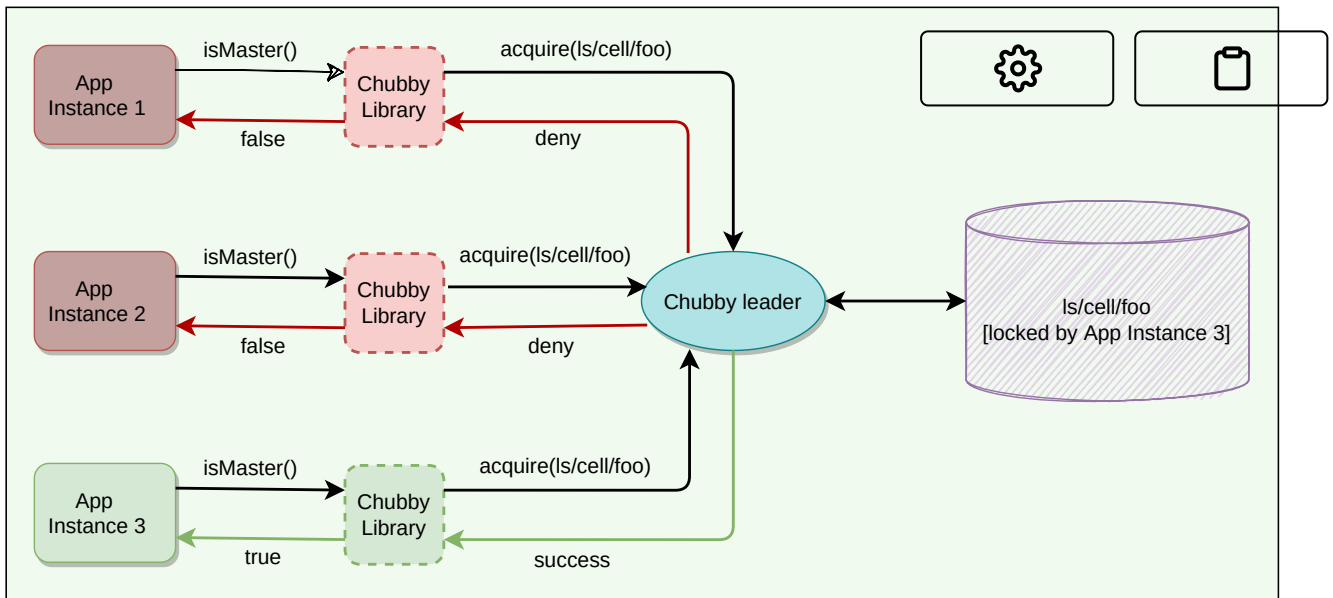 isMaster()
acquire(ls/cell/foo)
App
Instance 1
Chubby
Library
false
deny
isMaster()
acquire(ls/cell/foo)
App
Instance 2
Chubby
Library
Chubby leader
ls/cell/foo
[locked by App Instance 3]
false
deny
isMaster()
acquire(ls/cell/foo)
App
Instance 3
Chubby
Library
true
success